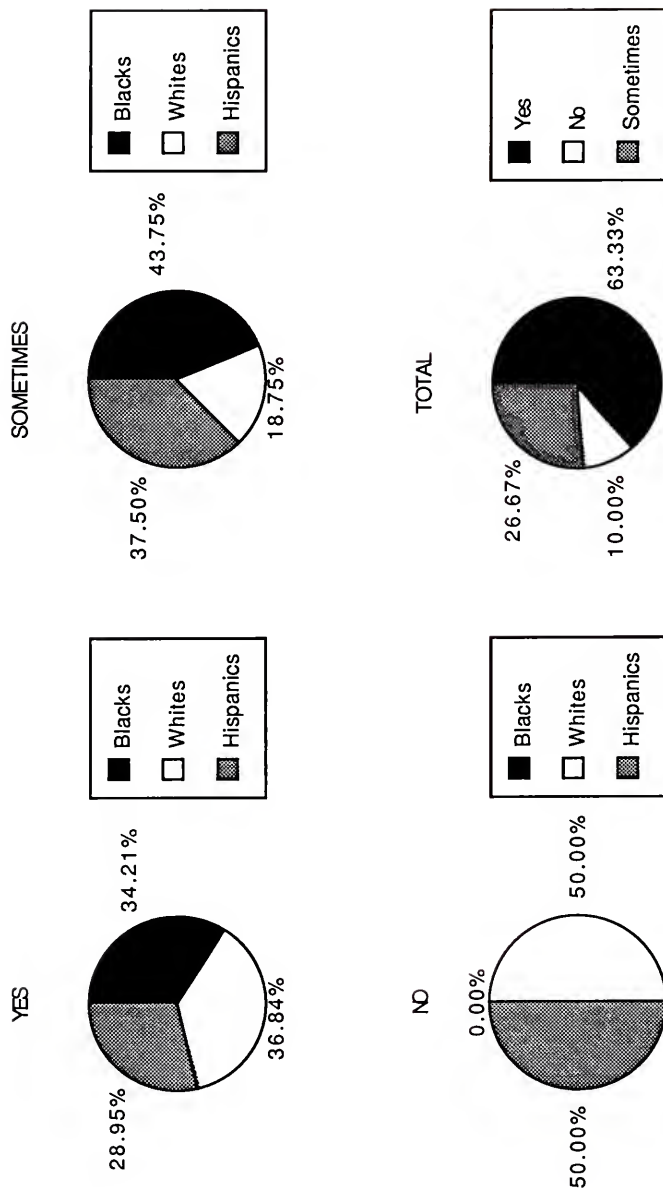 YES
34.21%
36.84%
28.95%
Blacks
Whites
Hispanics
SOMETIMES
43.75%
18.75%
37.50%
Blacks
Whites
Hispanics
NO
0.00%
50.00%
50.00%
Blacks
Whites
Hispanics
TOTAL
63.33%
10.00%
26.67%
Yes
No
Sometimes